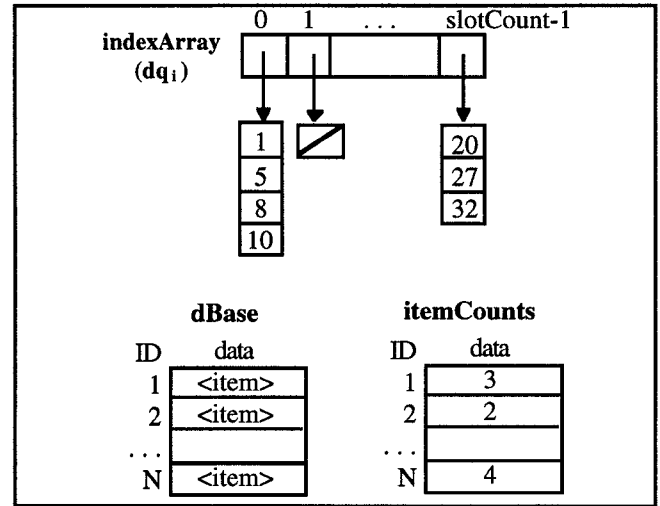 0 1 ... slotCount-1
indexArray
(dqi)
1
5
8
10
20
27
32
dBase
ID data
1 <item>
2 <item>
...
N <item>
itemCounts
ID data
1 3
2 2
...
N 4